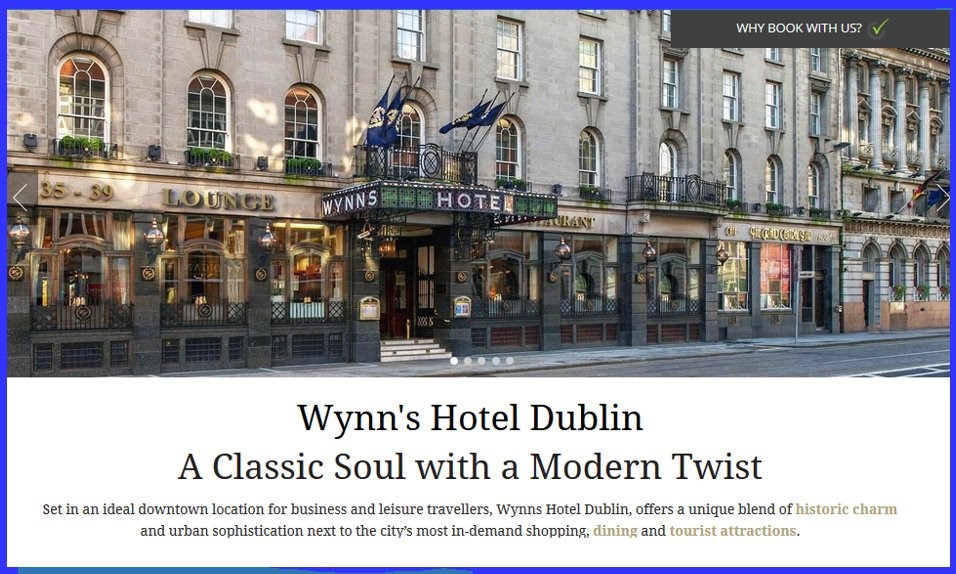 WHY BOOK WITH US?
35 - 39
LOUNGE
WYNNS HOTEL
Wynn's Hotel Dublin
A Classic Soul with a Modern Twist
Set in an ideal downtown location for business and leisure travellers, Wynns Hotel Dublin, offers a unique blend of historic charm
and urban sophistication next to the city’s most in-demand shopping, dining and tourist attractions.